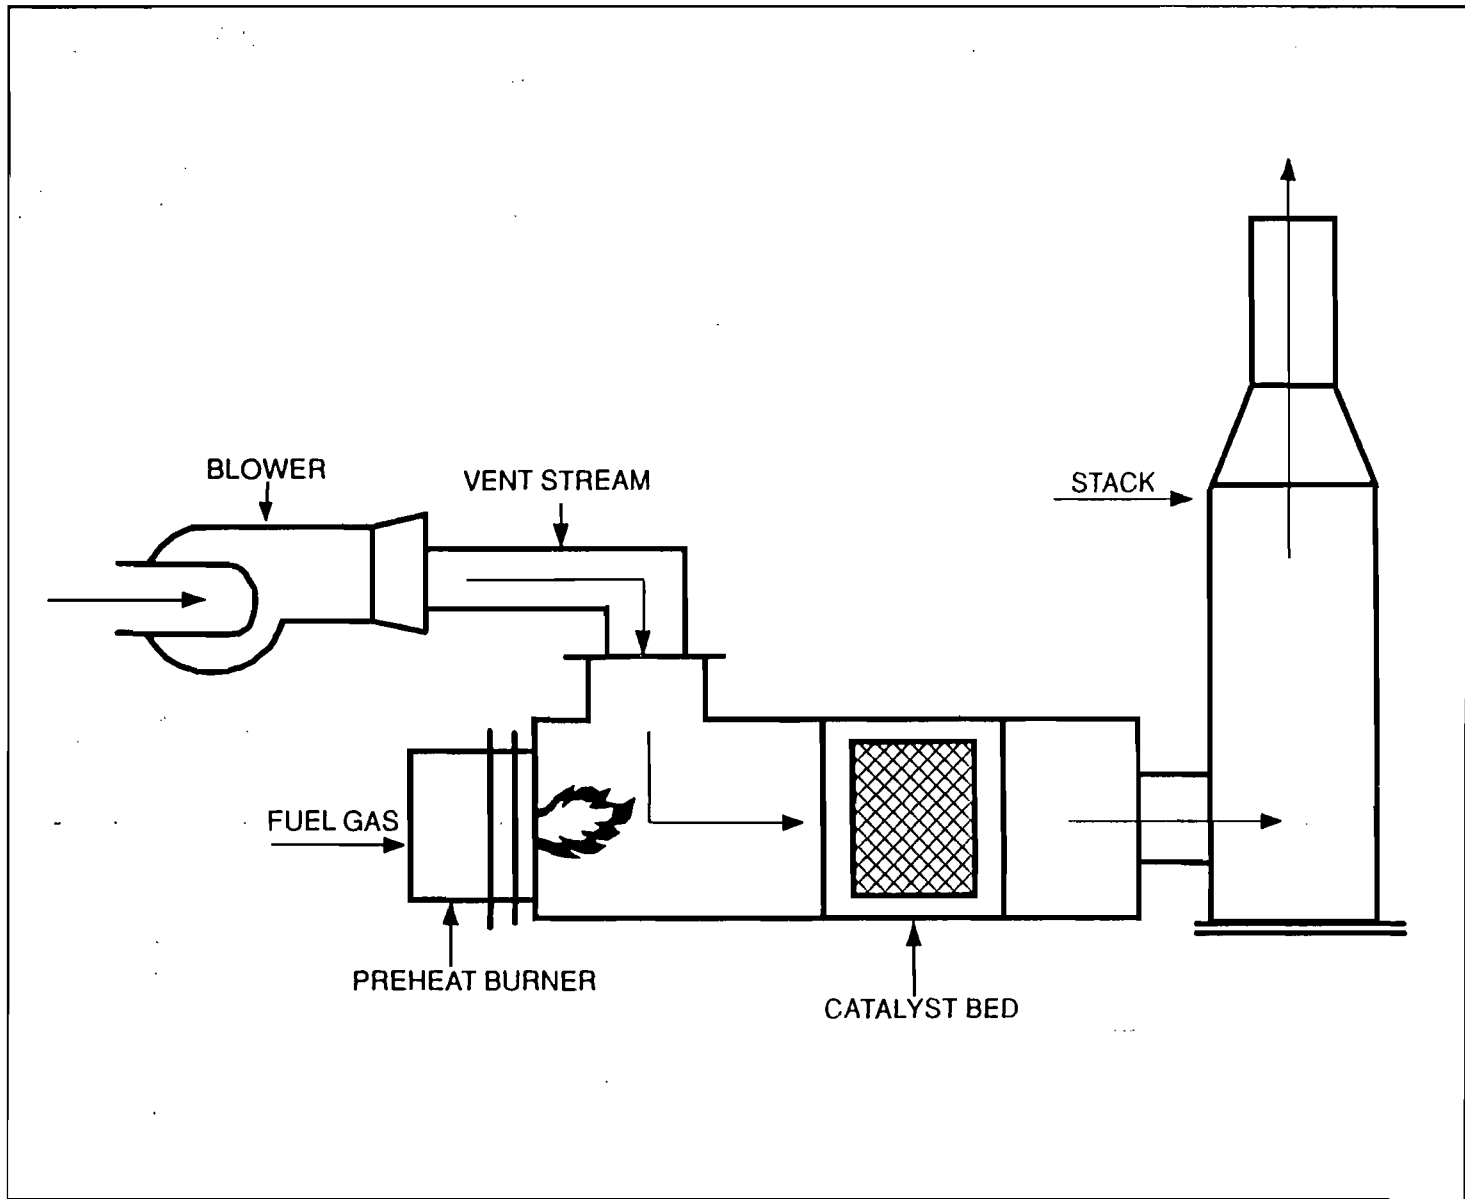 BLOWER
VENT STREAM
STACK
FUEL GAS
PREHEAT BURNER
CATALYST BED